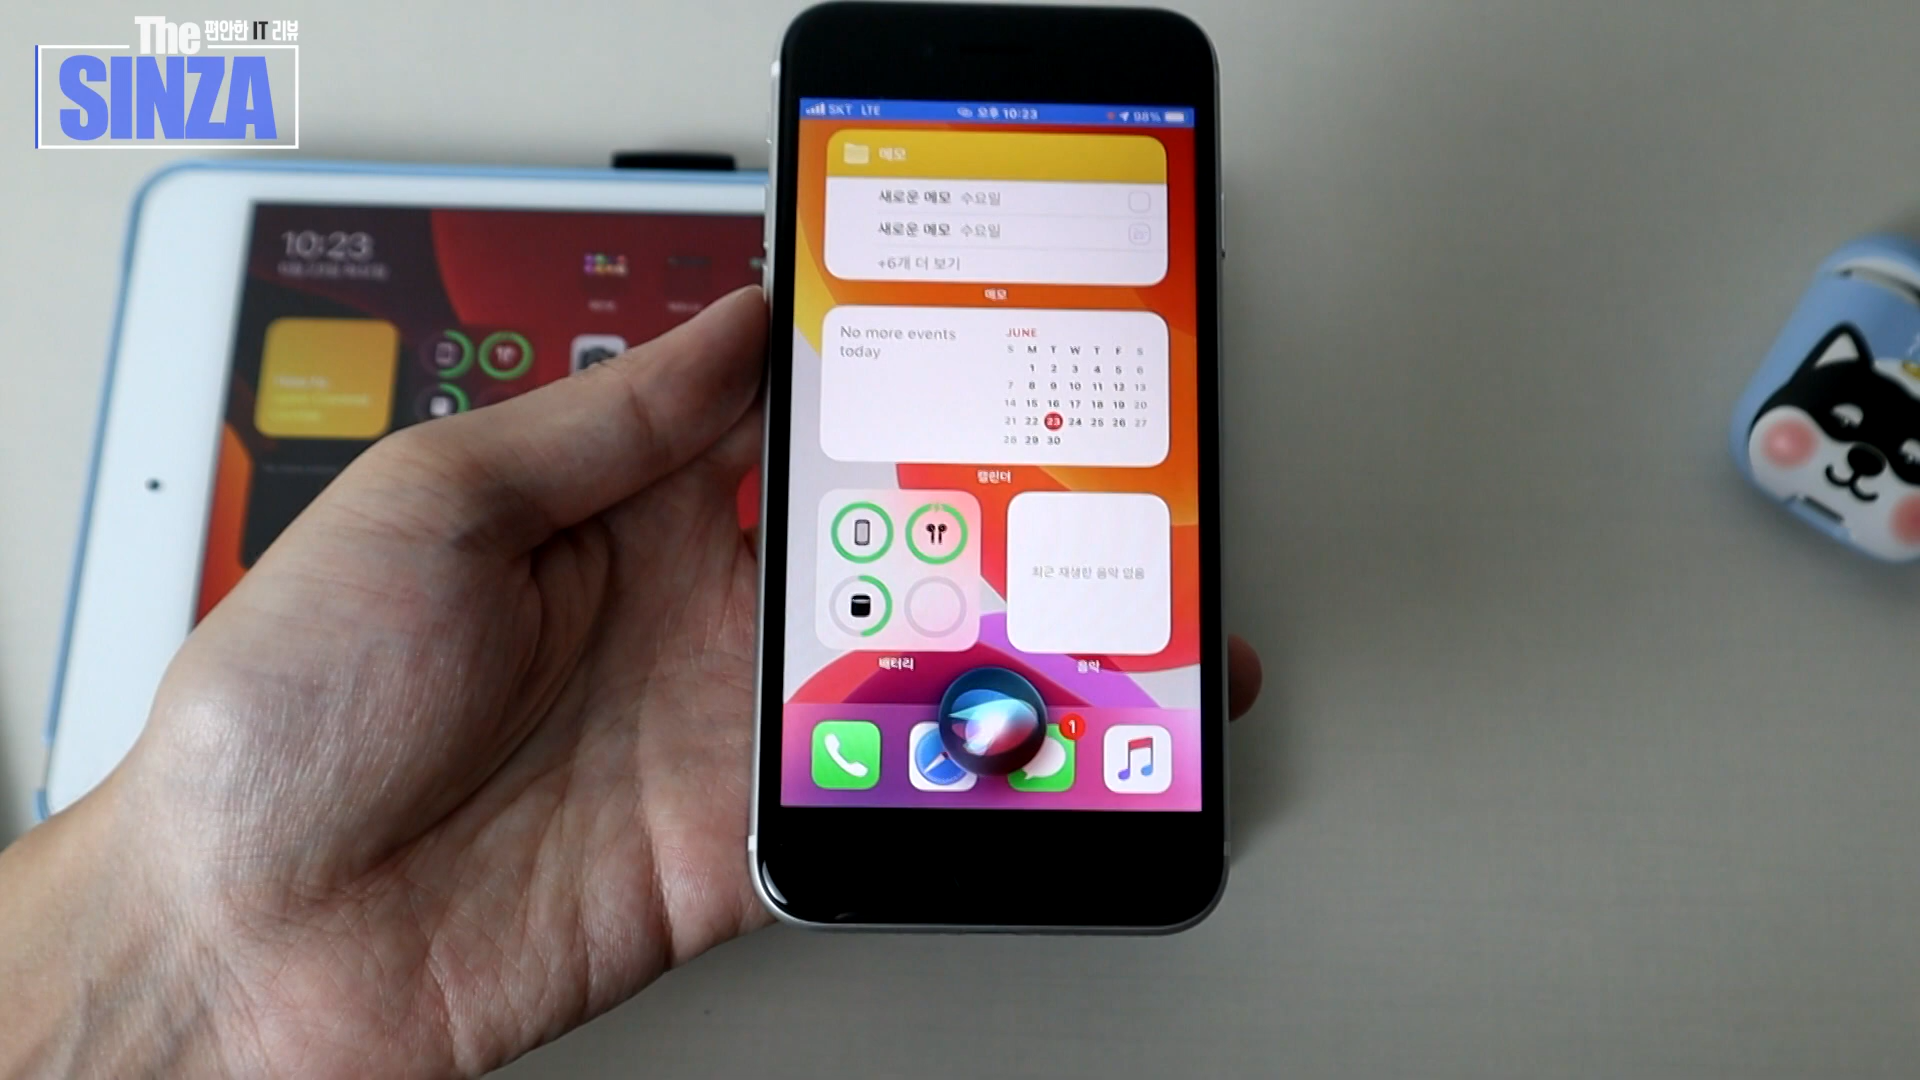 The 편안한 IT 리뷰
SINZA
SKT LTE 오후 10:23 98%
메모
새로운 메모 수요일
새로운 메모 수요일
+6개 더 보기
메모
No more events
today
JUNE
S M T W T F S
1 2 3 4 5 6
7 8 9 10 11 12 13
14 15 16 17 18 19 20
21 22 23 24 25 26 27
28 29 30
캘린더
최근 재생한 음악 없음
배터리 음악
1
10:23